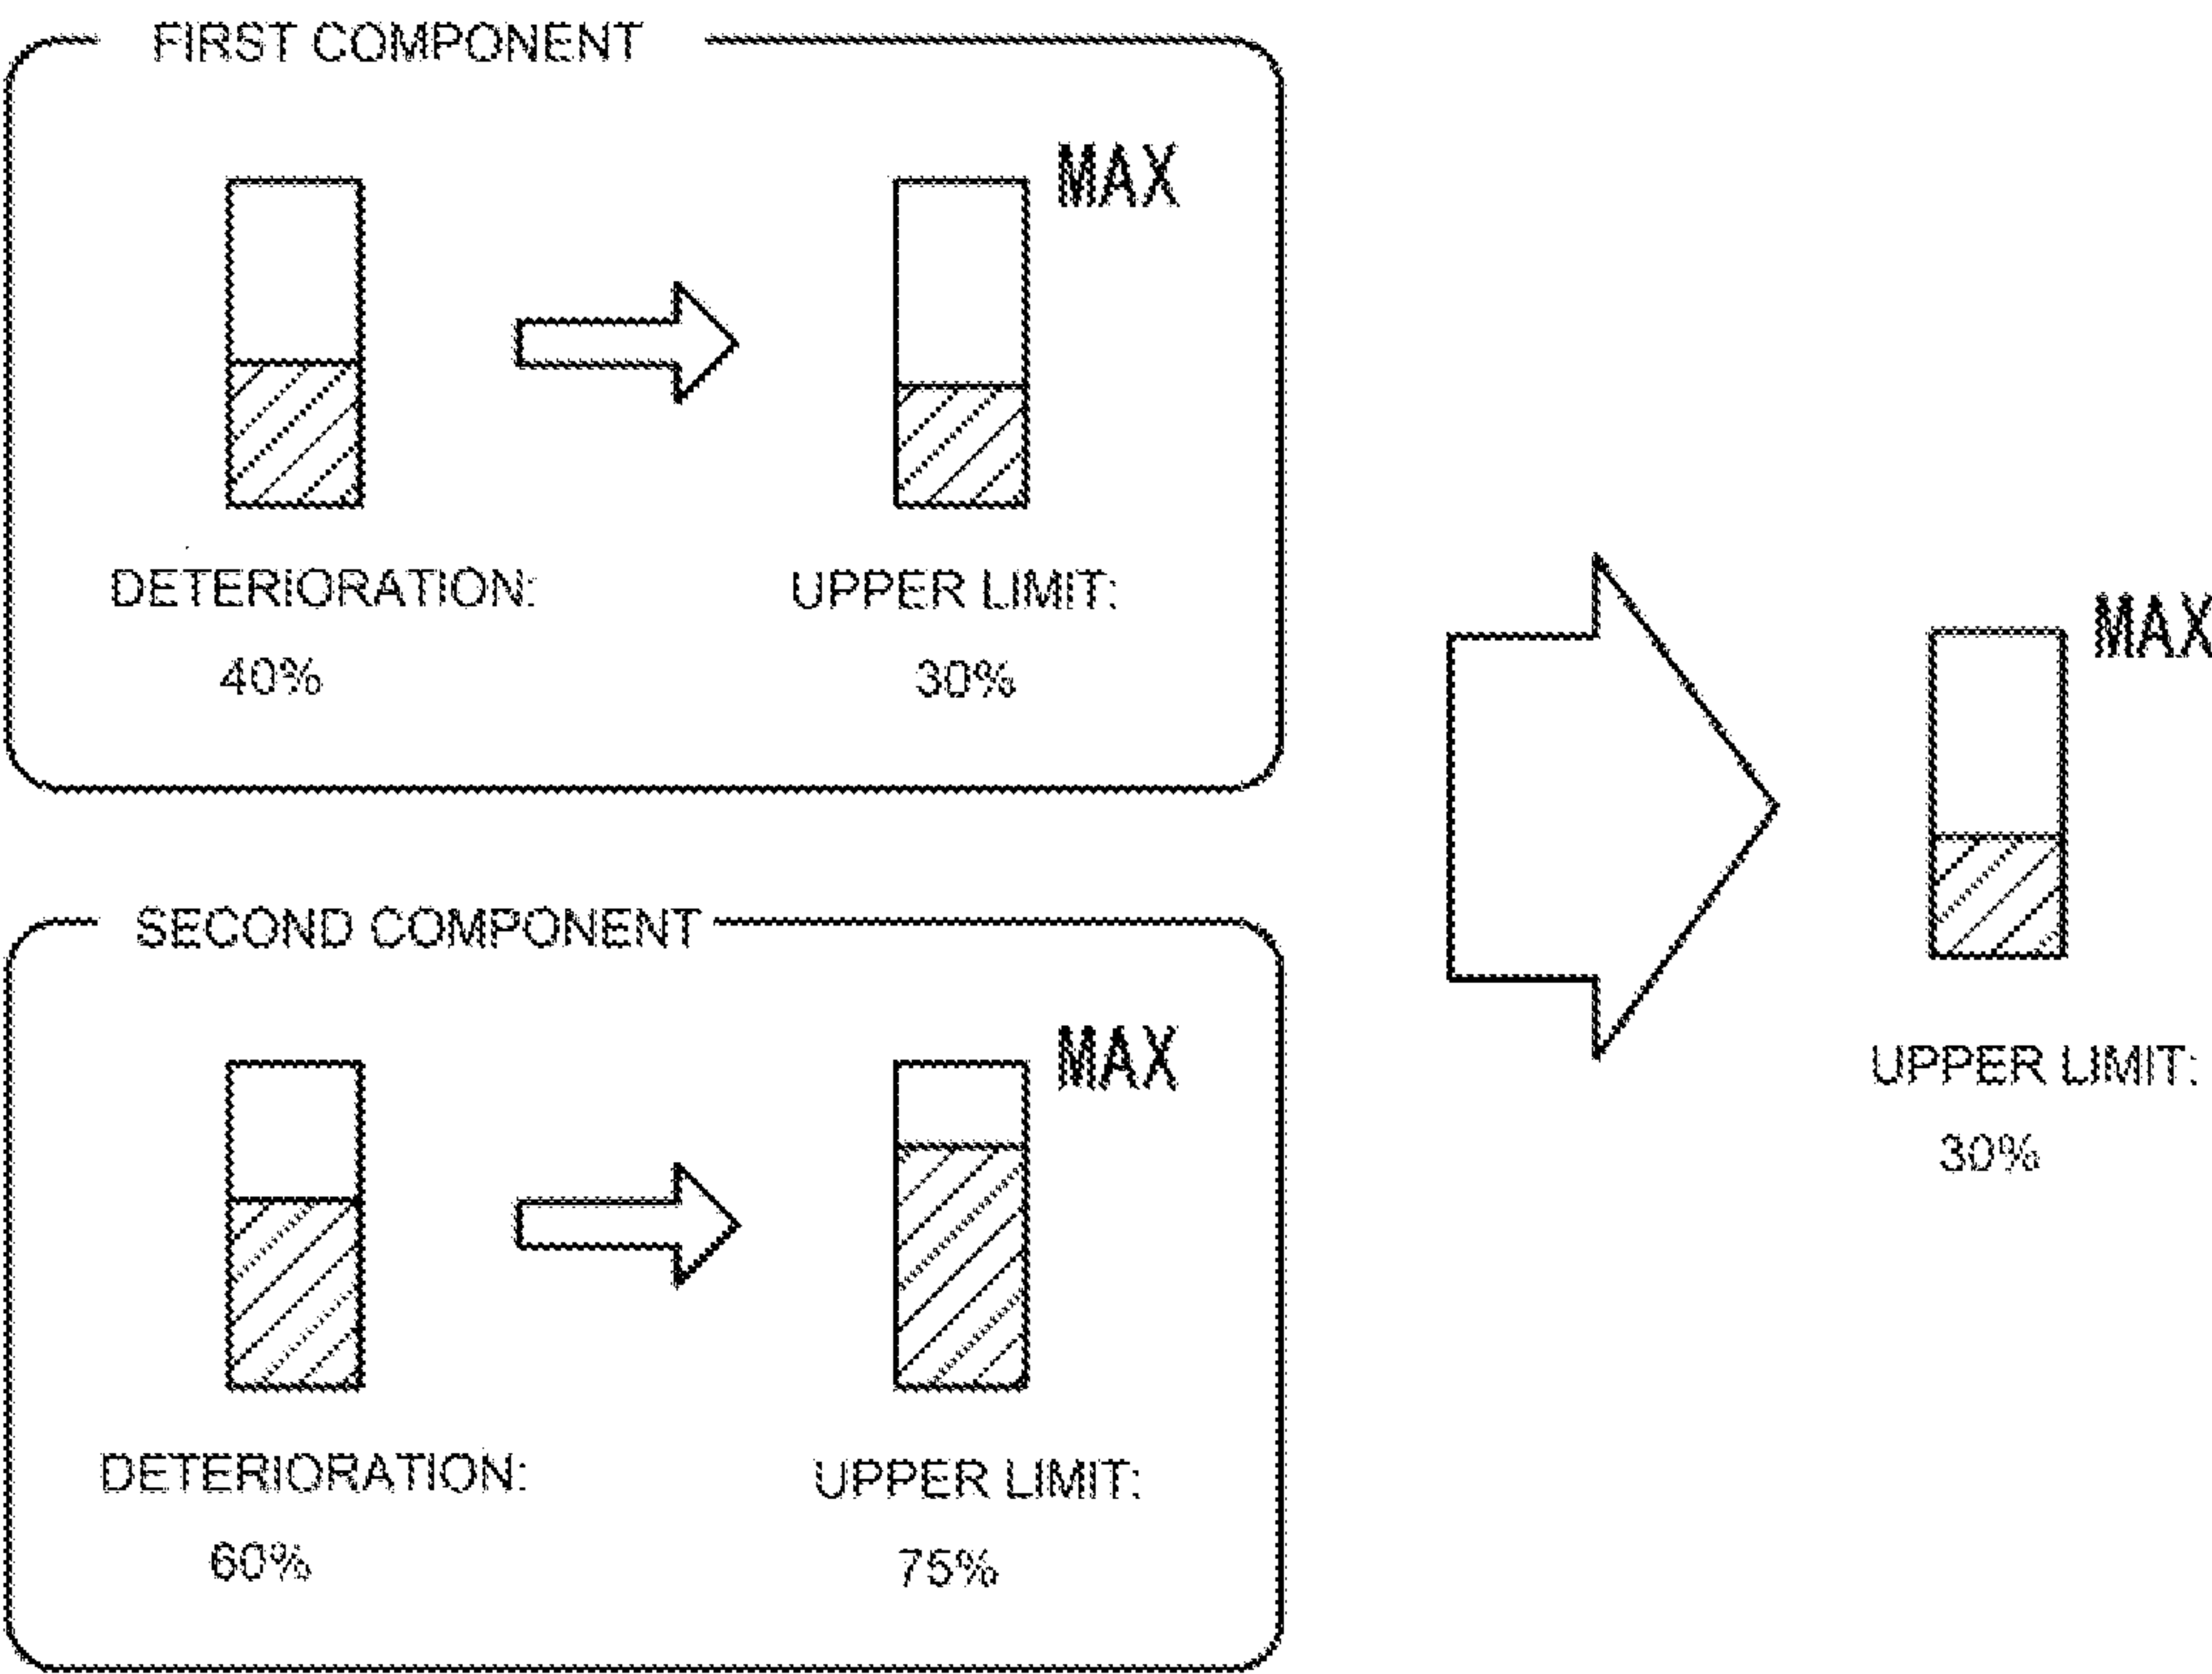 FIRST COMPONENT
MAX
DETERIORATION:
40%
UPPER LIMIT:
30%
SECOND COMPONENT
MAX
DETERIORATION:
60%
UPPER LIMIT:
75%
MAX
UPPER LIMIT:
30%